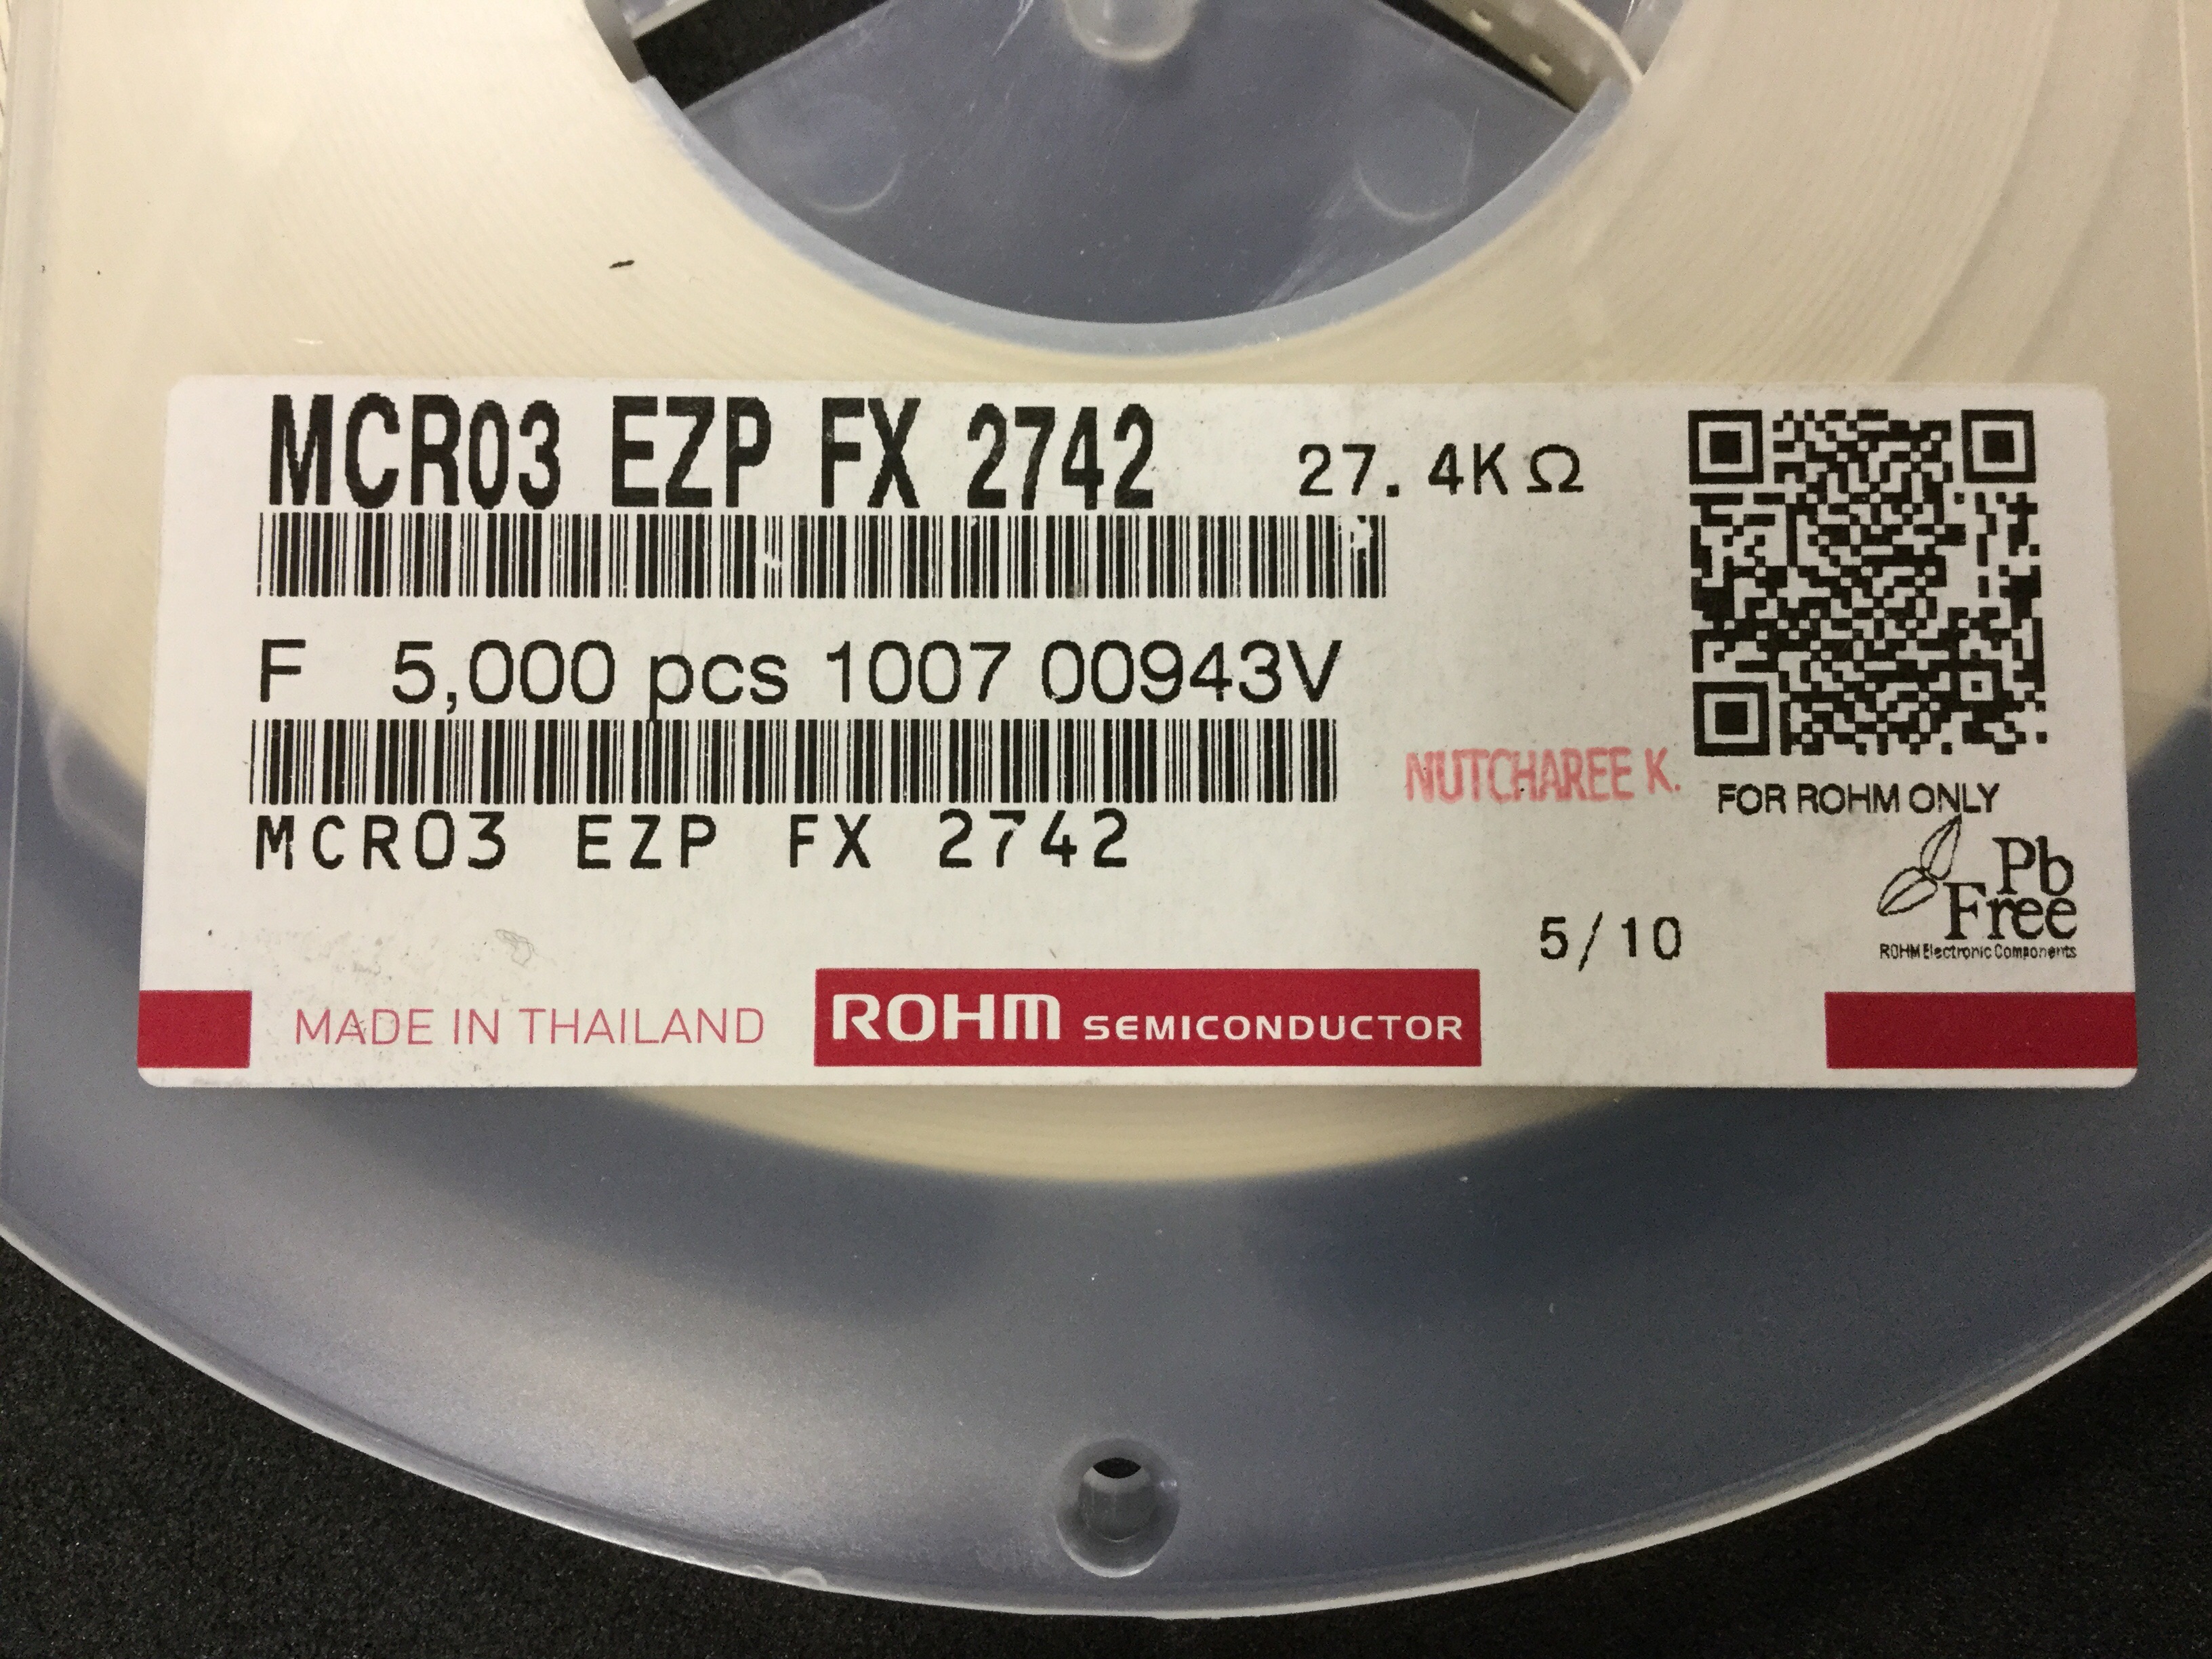 MCR03 EZP FX 2742 27.4KΩ
F 5,000 pcs 1007 00943V
NUTCHAREE K.
FOR ROHM ONLY
MCR03 EZP FX 2742
Pb
Free
ROHM Electronic Components
5/10
MADE IN THAILAND
ROHM SEMICONDUCTOR